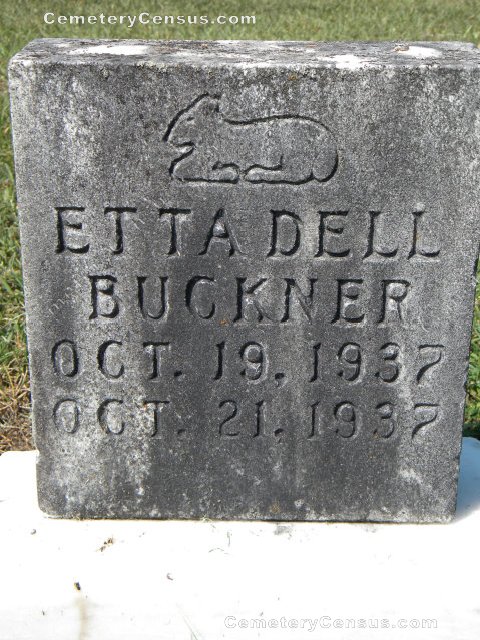 CemeteryCensus.com
ETTA DELL
BUCKNER
OCT. 19, 1937
OCT. 21, 1937
CemeteryCensus.com